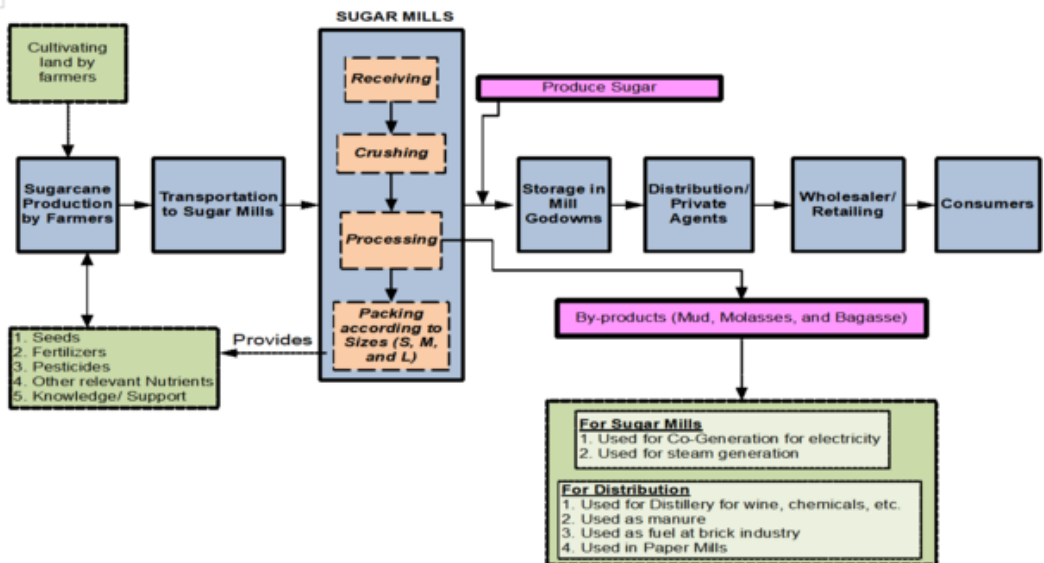 SUGAR MILLS
Cultivating
land by
farmers
Receiving
Produce Sugar
Crushing
Sugarcane
Production
by Farmers
Transportation
to Sugar Mills
Storage in
Mill
Godowns
Distribution/
Private
Agents
Wholesaler/
Retailing
Consumers
Processing
Packing
according to
Sizes (S, M,
and L)
Provides
1. Seeds
2. Fertilizers
3. Pesticides
4. Other relevant Nutrients
5. Knowledge/ Support
By-products (Mud, Molasses, and Bagasse)
For Sugar Mills
1. Used for Co-Generation for electricity
2. Used for steam generation
For Distribution
1. Used for Distillery for wine, chemicals, etc.
2. Used as manure
3. Used as fuel at brick industry
4. Used in Paper Mills